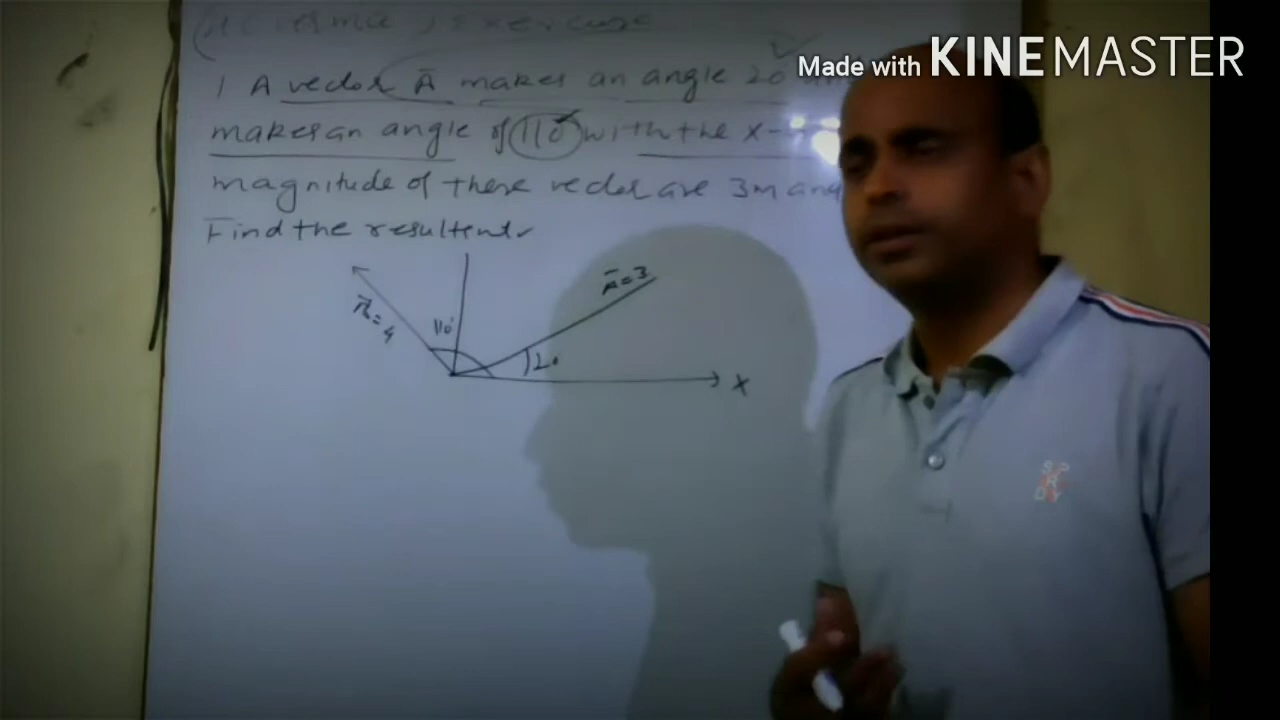 Made with KINEMASTER
1 A vector A̅ makes an angle 20
makes an angle of 110° with the X-
magnitude of these vector are 3m and
Find the resultent
A̅=3
=4
110°
20
X